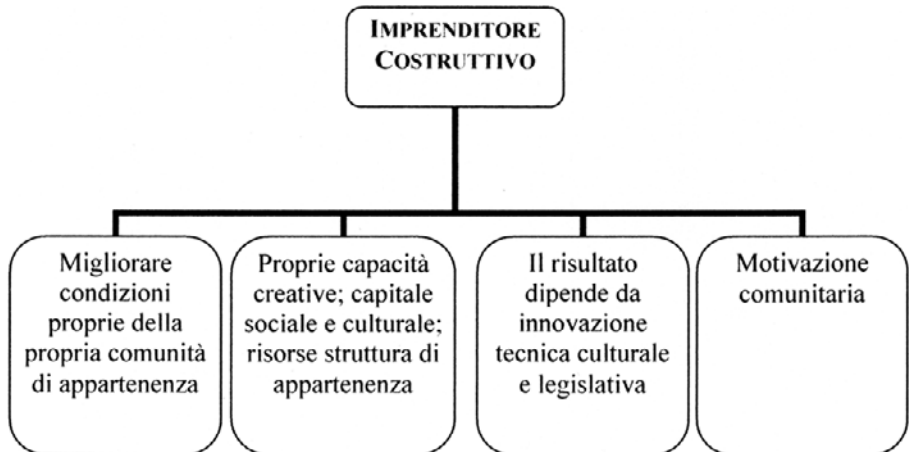 IMPRENDITORE
COSTRUTTIVO
Migliorare
condizioni
proprie della
propria comunità
di appartenenza
Proprie capacità
creative; capitale
sociale e culturale;
risorse struttura di
appartenenza
Il risultato
dipende da
innovazione
tecnica culturale
e legislativa
Motivazione
comunitaria